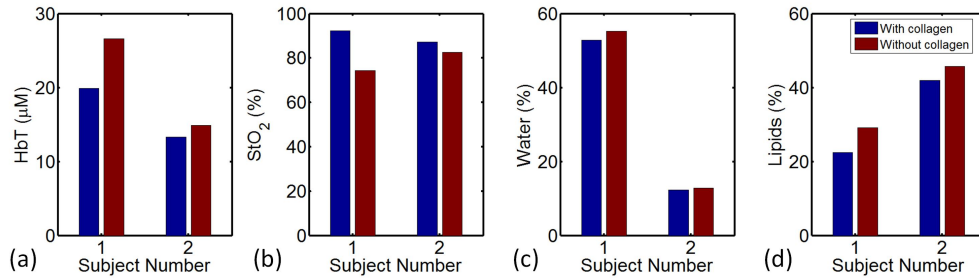 30
20
10
0
HbT (μM)
1 2
Subject Number
(a)
100
80
60
40
20
0
StO2 (%)
1 2
Subject Number
(b)
60
40
20
0
Water (%)
1 2
Subject Number
(c)
60
40
20
0
Lipids (%)
With collagen
Without collagen
1 2
Subject Number
(d)